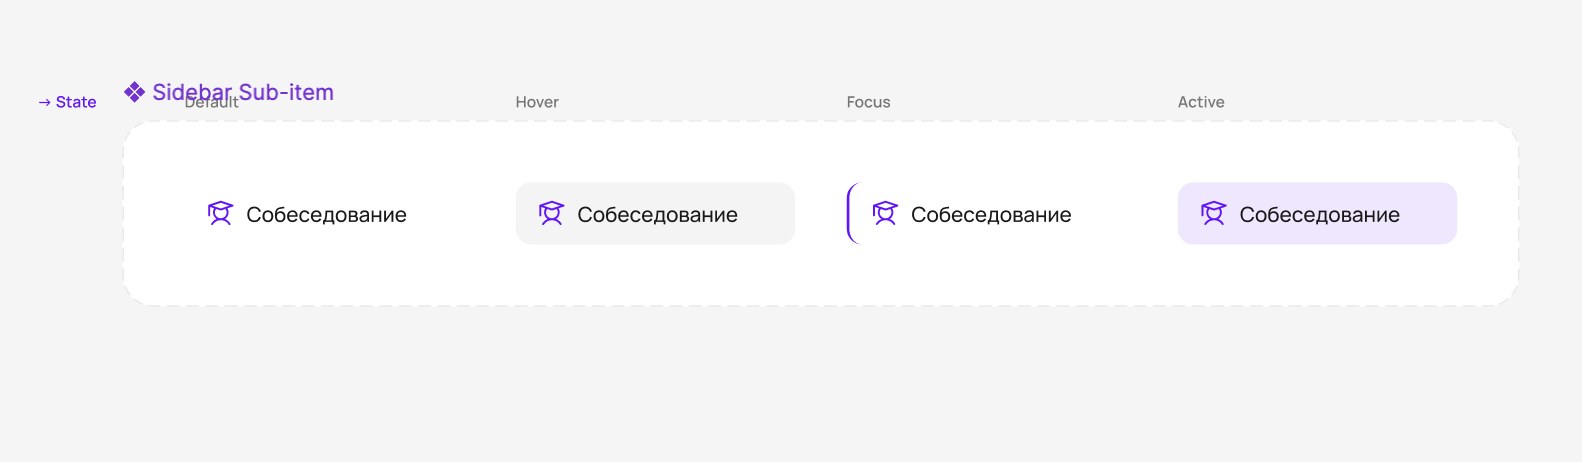 Sidebar Sub-item
→ State
Default
Hover
Focus
Active
Собеседование
Собеседование
Собеседование
Собеседование